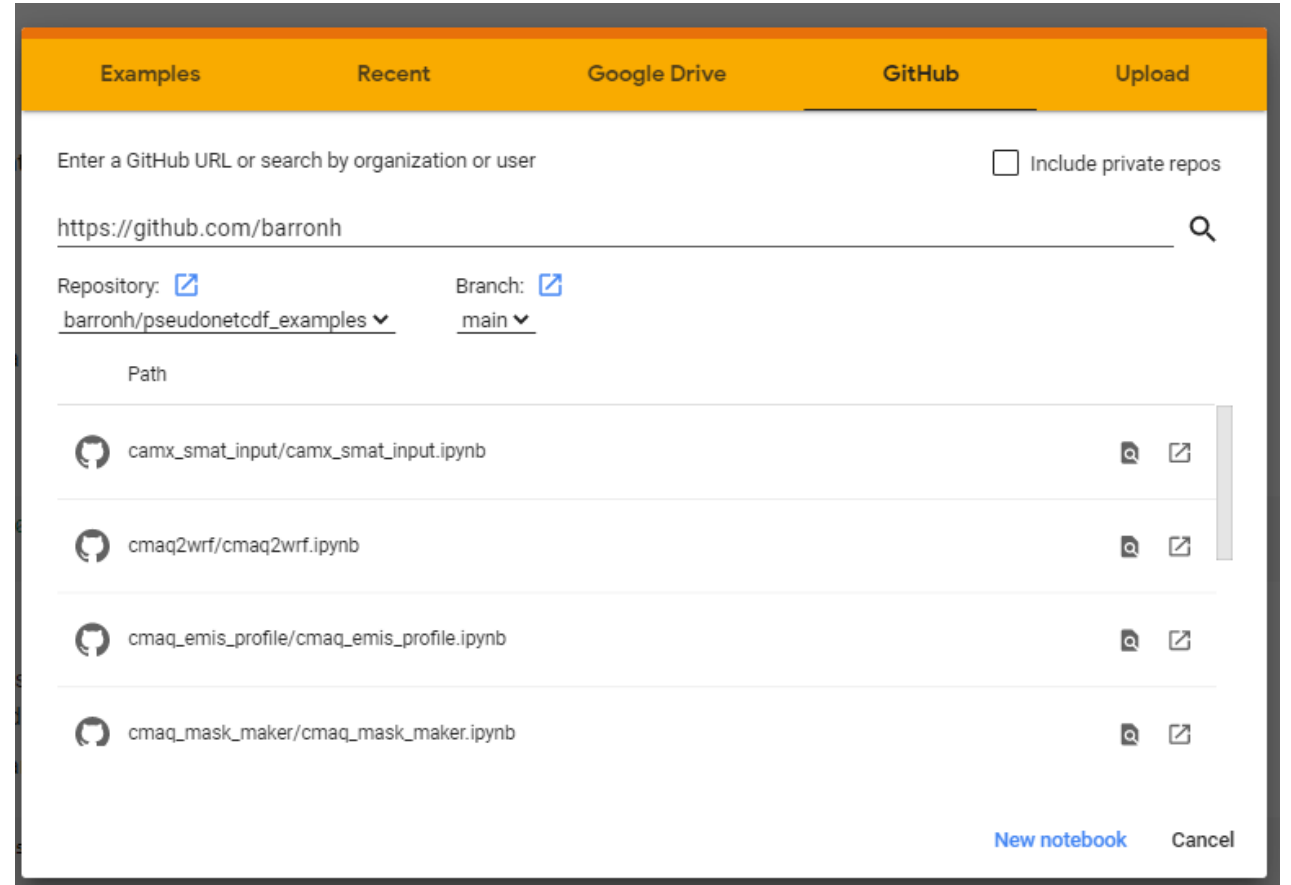 Examples Recent Google Drive GitHub Upload
Enter a GitHub URL or search by organization or user Include private repos
https://github.com/barronh
Repository: Branch:
barronh/pseudonetcdf_examples main
Path
camx_smat_input/camx_smat_input.ipynb
cmaq2wrf/cmaq2wrf.ipynb
cmaq_emis_profile/cmaq_emis_profile.ipynb
cmaq_mask_maker/cmaq_mask_maker.ipynb
New notebook Cancel